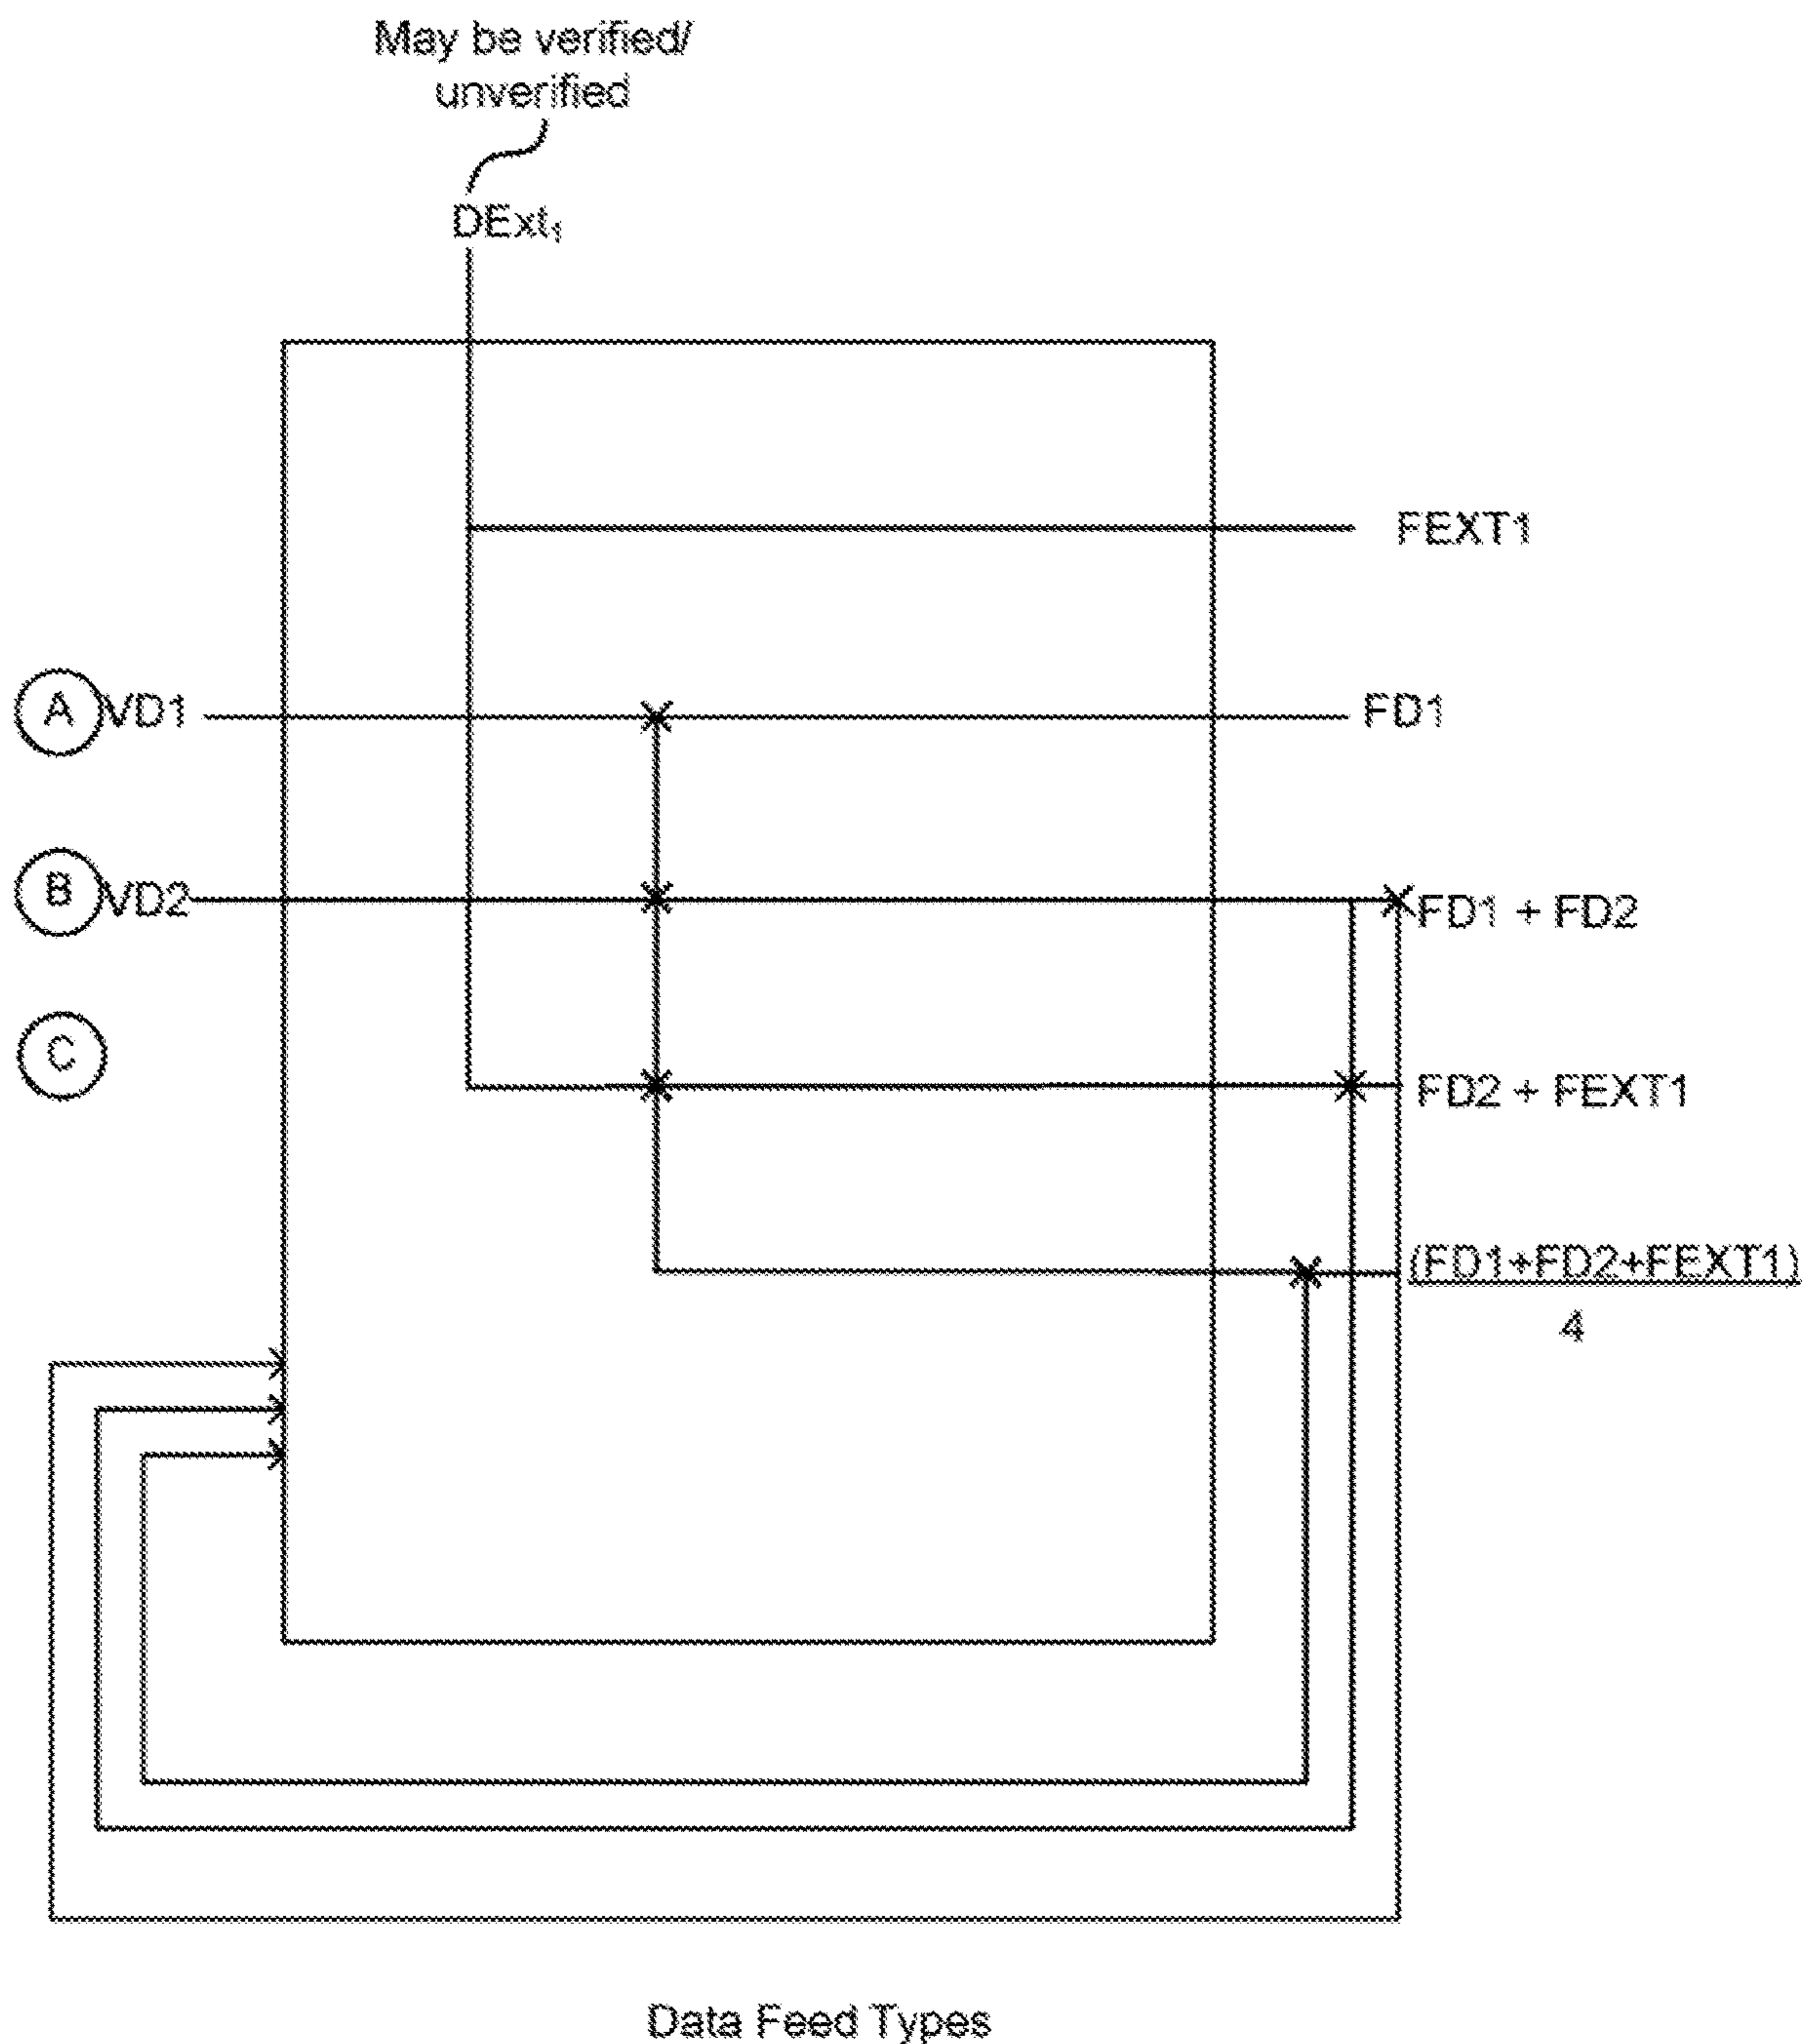 May be verified/
unverified
DExt₁
FEXT1
A VD1 FD1
B VD2 FD1 + FD2
C
FD2 + FEXT1
(FD1+FD2+FEXT1)
4
Data Feed Types